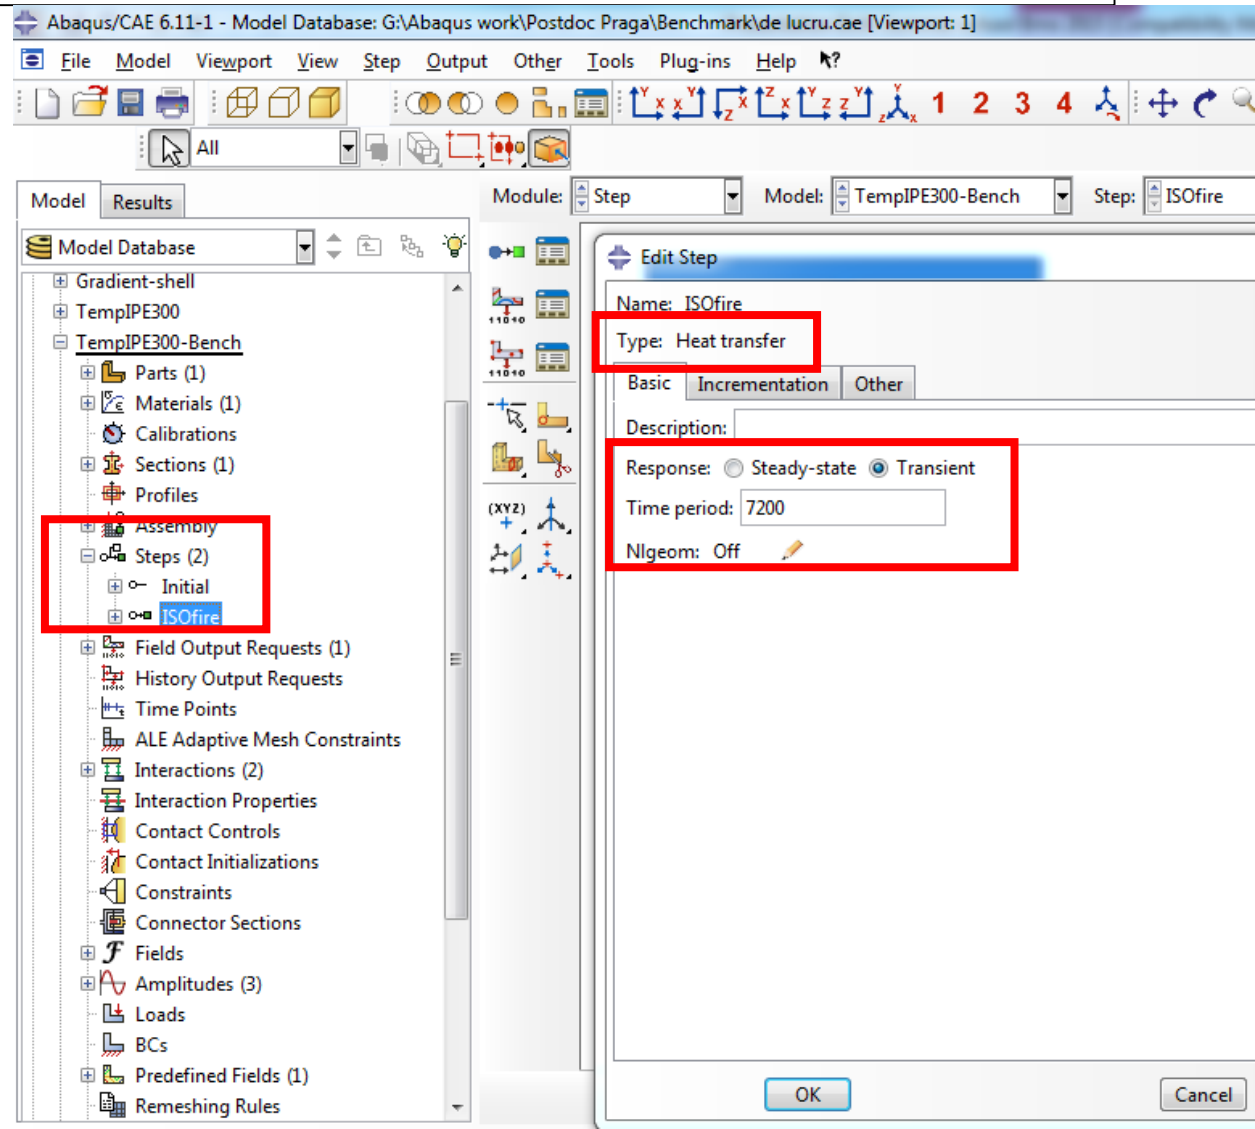 Abaqus/CAE 6.11-1 - Model Database: G:\Abaqus work\Postdoc Praga\Benchmark\de lucru.cae [Viewport: 1]
File Model Viewport View Step Output Other Tools Plug-ins Help
1 2 3 4
All
Model Results
Module: Step Model: TempIPE300-Bench Step: ISOfire
Model Database
Gradient-shell
TempIPE300
TempIPE300-Bench
Parts (1)
Materials (1)
Calibrations
Sections (1)
Profiles
Assembly
Steps (2)
Initial
ISOfire
Field Output Requests (1)
History Output Requests
Time Points
ALE Adaptive Mesh Constraints
Interactions (2)
Interaction Properties
Contact Controls
Contact Initializations
Constraints
Connector Sections
Fields
Amplitudes (3)
Loads
BCs
Predefined Fields (1)
Remeshing Rules
(XYZ)
Edit Step
Name: ISOfire
Type: Heat transfer
Basic Incrementation Other
Description:
Response: Steady-state Transient
Time period: 7200
Nlgeom: Off
OK Cancel